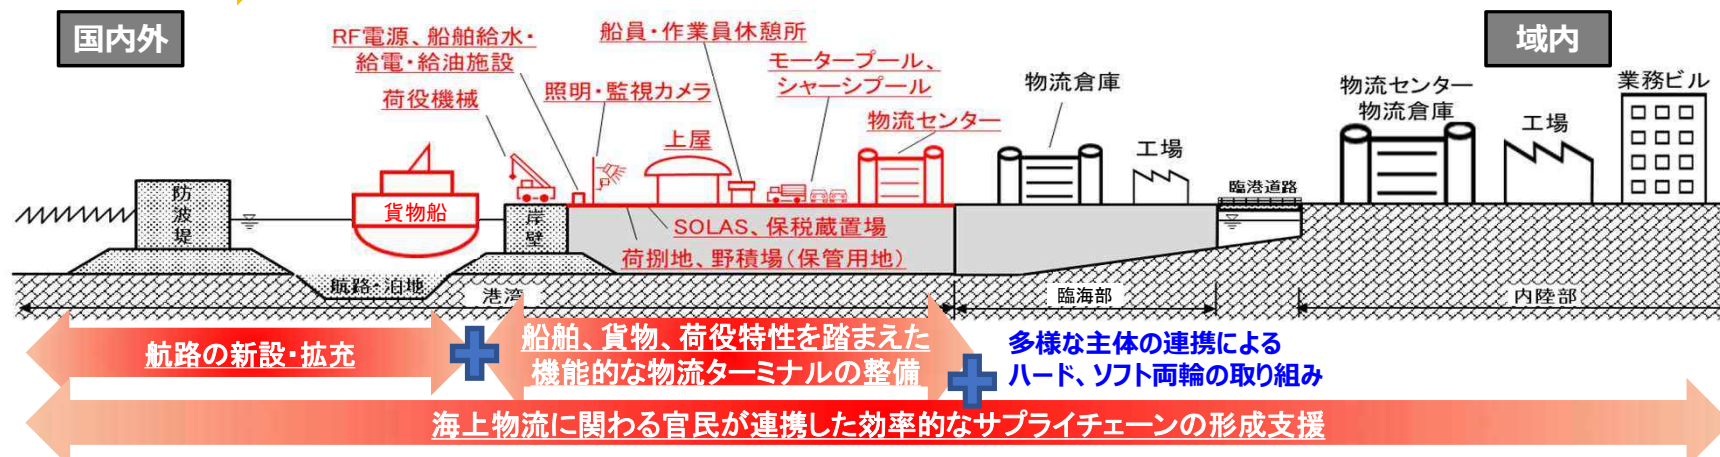 国内外
域内
RF電源、船舶給水・
給電・給油施設
荷役機械
船員・作業員休憩所
照明・監視カメラ
モータープール、
シャーシプール
上屋
物流センター
物流倉庫
工場
物流センター
物流倉庫
工場
業務ビル
臨港道路
防波堤
貨物船
岸壁
SOLAS、保税蔵置場
荷捌地、野積場(保管用地)
航路・泊地
港湾
臨海部
内陸部
航路の新設・拡充
船舶、貨物、荷役特性を踏まえた
機能的な物流ターミナルの整備
多様な主体の連携による
ハード、ソフト両輪の取り組み
海上物流に関わる官民が連携した効率的なサプライチェーンの形成支援